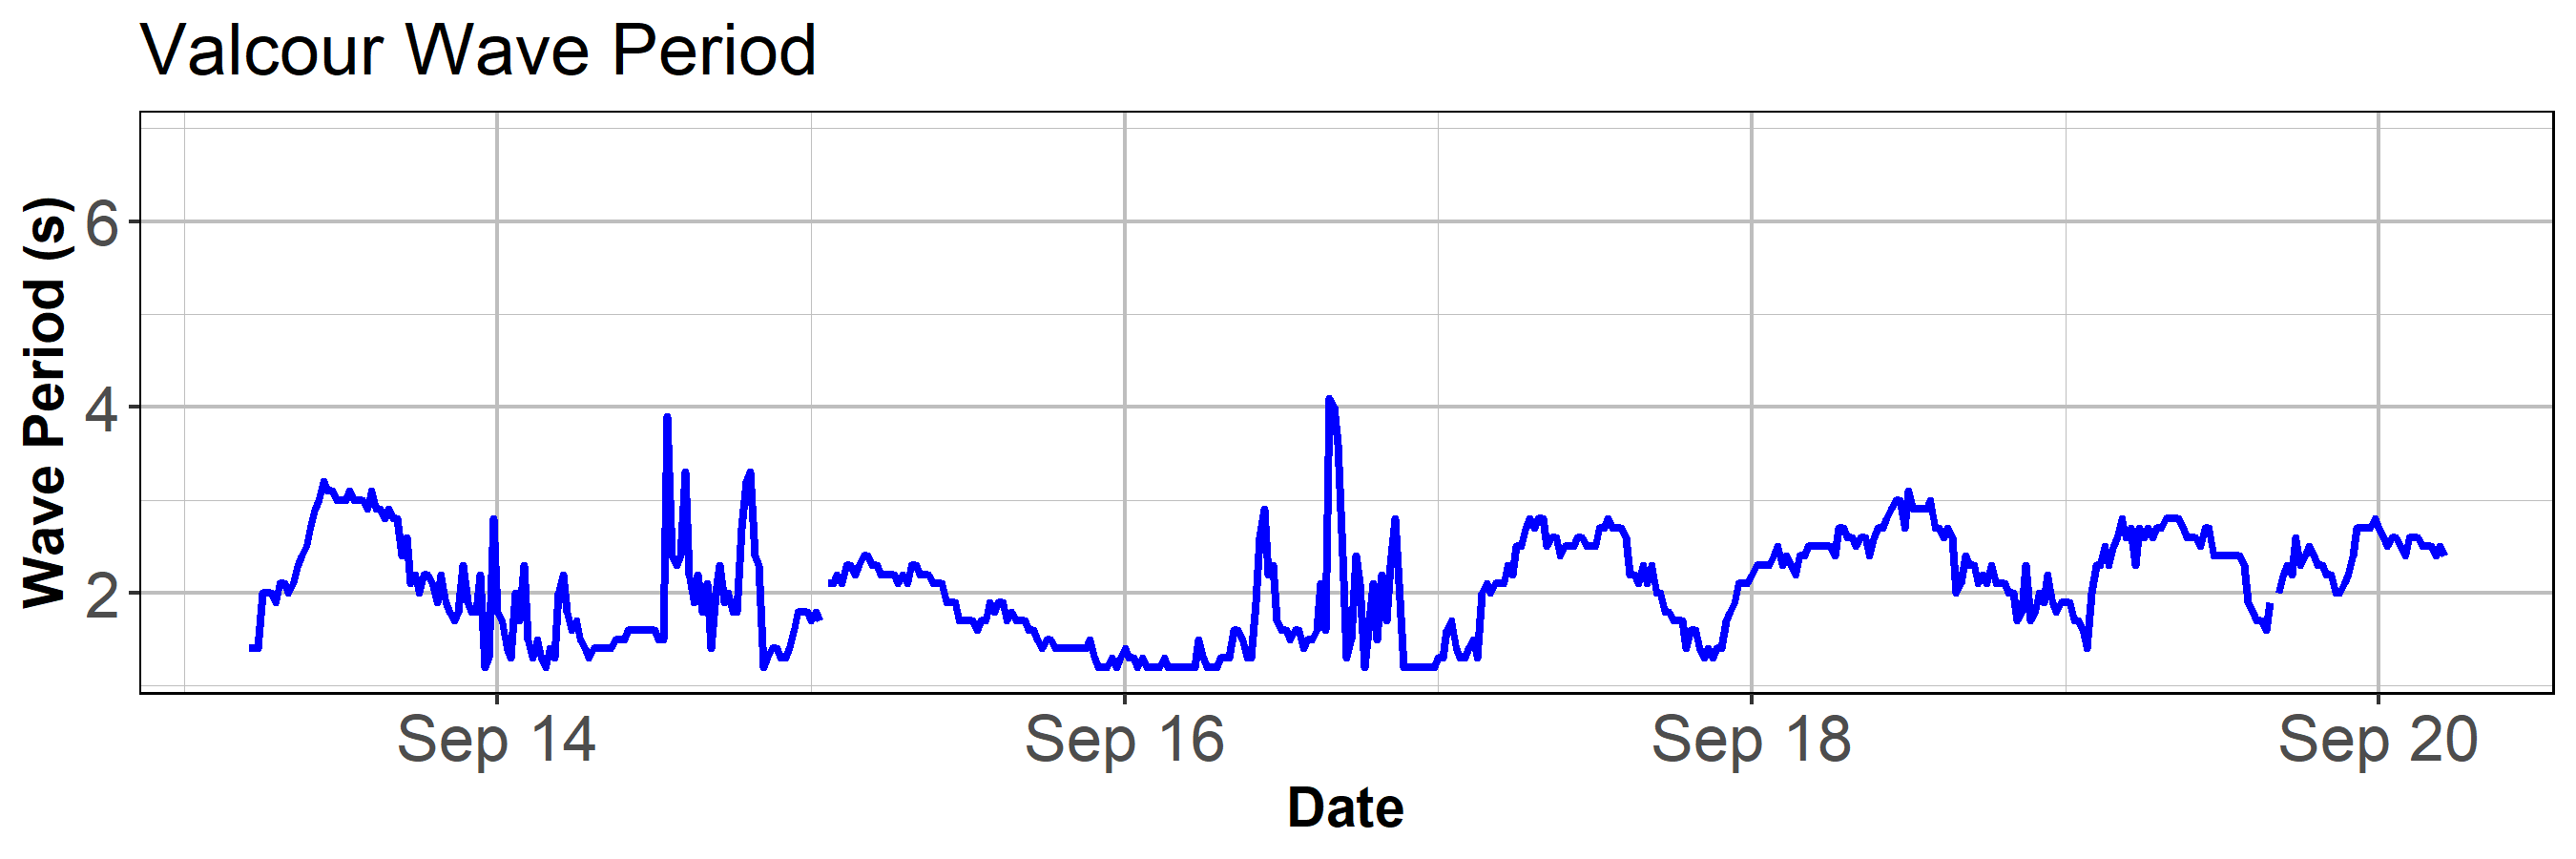 Valcour Wave Period
Wave Period (s)
6
4
2
Sep 14 Sep 16 Sep 18 Sep 20
Date